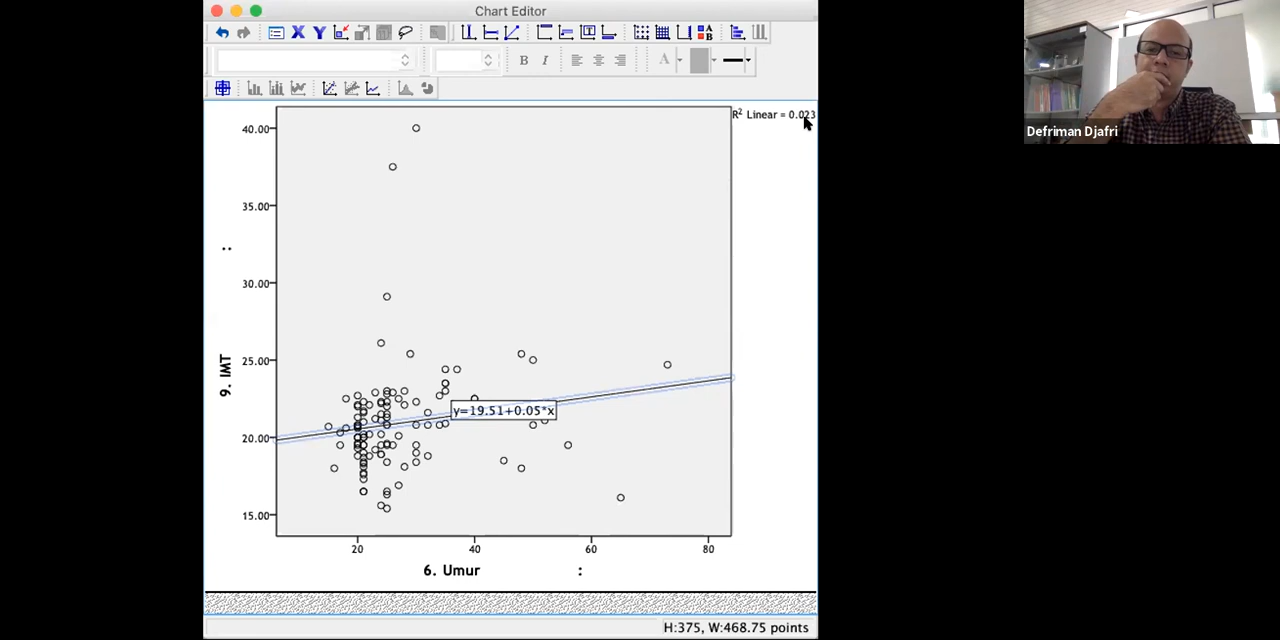 Chart Editor
X Y
A
B
B I
A
R² Linear = 0.023
40.00
35.00
30.00
25.00
20.00
15.00
9. IMT :
y=19.51+0.05*x
20 40 60 80
6. Umur :
H:375, W:468.75 points
Defriman Djafri